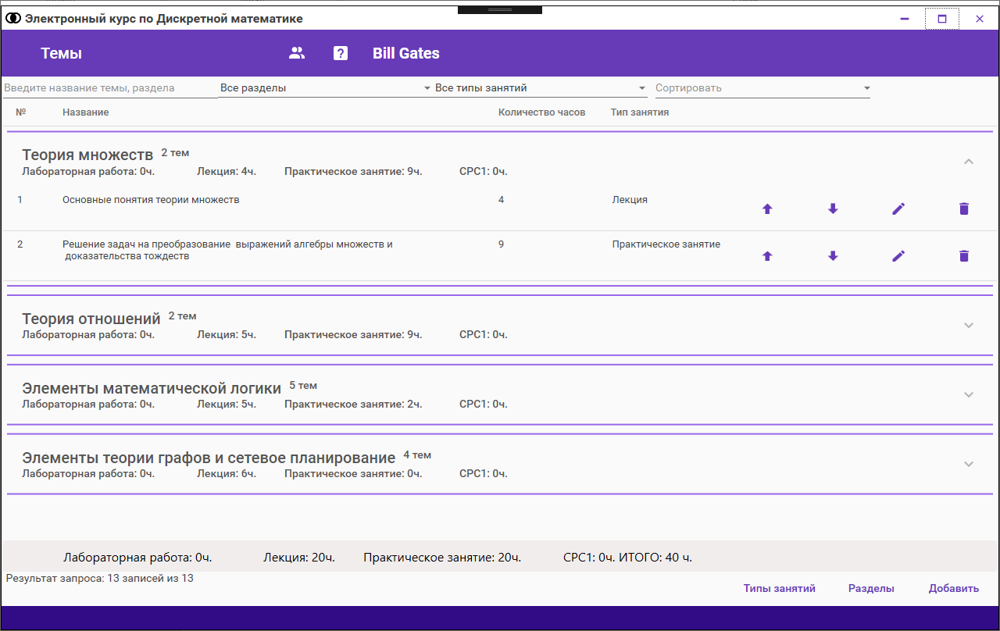 Электронный курс по Дискретной математике
Темы Bill Gates
Введите название темы, раздела Все разделы Все типы занятий Сортировать
№ Название Количество часов Тип занятия
Теория множеств 2 тем
Лабораторная работа: 0ч. Лекция: 4ч. Практическое занятие: 9ч. СРС1: 0ч.
1 Основные понятия теории множеств 4 Лекция
2 Решение задач на преобразование выражений алгебры множеств и 9 Практическое занятие
доказательства тождеств
Теория отношений 2 тем
Лабораторная работа: 0ч. Лекция: 5ч. Практическое занятие: 9ч. СРС1: 0ч.
Элементы математической логики 5 тем
Лабораторная работа: 0ч. Лекция: 5ч. Практическое занятие: 2ч. СРС1: 0ч.
Элементы теории графов и сетевое планирование 4 тем
Лабораторная работа: 0ч. Лекция: 6ч. Практическое занятие: 0ч. СРС1: 0ч.
Лабораторная работа: 0ч. Лекция: 20ч. Практическое занятие: 20ч. СРС1: 0ч. ИТОГО: 40 ч.
Результат запроса: 13 записей из 13
Типы занятий Разделы Добавить